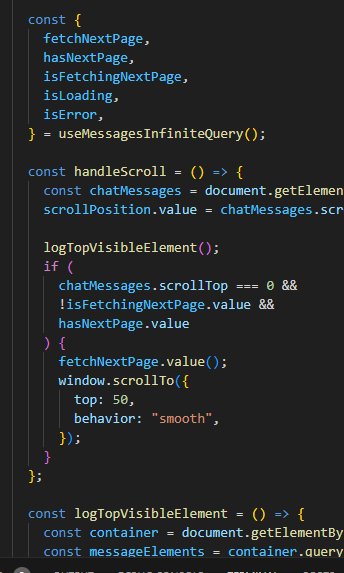 const {
  fetchNextPage,
  hasNextPage,
  isFetchingNextPage,
  isLoading,
  isError,
} = useMessagesInfiniteQuery();

const handleScroll = () => {
  const chatMessages = document.getElemen
  scrollPosition.value = chatMessages.scr

  logTopVisibleElement();
  if (
    chatMessages.scrollTop === 0 &&
    !isFetchingNextPage.value &&
    hasNextPage.value
  ) {
    fetchNextPage.value();
    window.scrollTo({
      top: 50,
      behavior: "smooth",
    });
  }
};

const logTopVisibleElement = () => {
  const container = document.getElementBy
  const messageElements = container.query